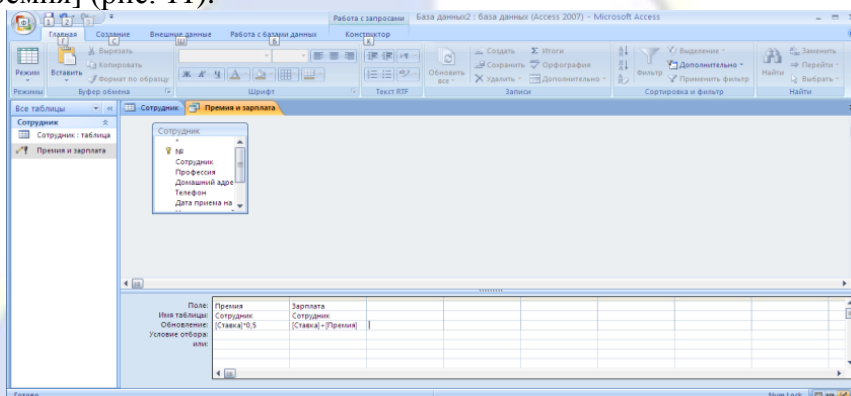 емия] (рис. 11).
Работа с запросами База данных2 : база данных (Access 2007) - Microsoft Access
1 2 3
Главная Создание Внешние данные Работа с базами данных Конструктор
Режим
Вставить
Вырезать
Копировать
Формат по образцу
Ж К Ч
Обновить все
Создать Σ Итоги
Сохранить Орфография
Удалить Дополнительно
Фильтр
Выделение
Дополнительно
Применить фильтр
Найти
Заменить
Перейти
Выбрать
Режимы Буфер обмена Шрифт Текст RTF Записи Сортировка и фильтр Найти
Все таблицы
Сотрудник
Сотрудник : таблица
Премия и зарплата
Сотрудник Премия и зарплата
Сотрудник
*
№
Сотрудник
Профессия
Домашний адре
Телефон
Дата приема на
Поле: Премия Зарплата
Имя таблицы: Сотрудник Сотрудник
Обновление: [Ставка]*0,5 [Ставка]+[Премия]
Условие отбора:
или:
Готово Num Lock